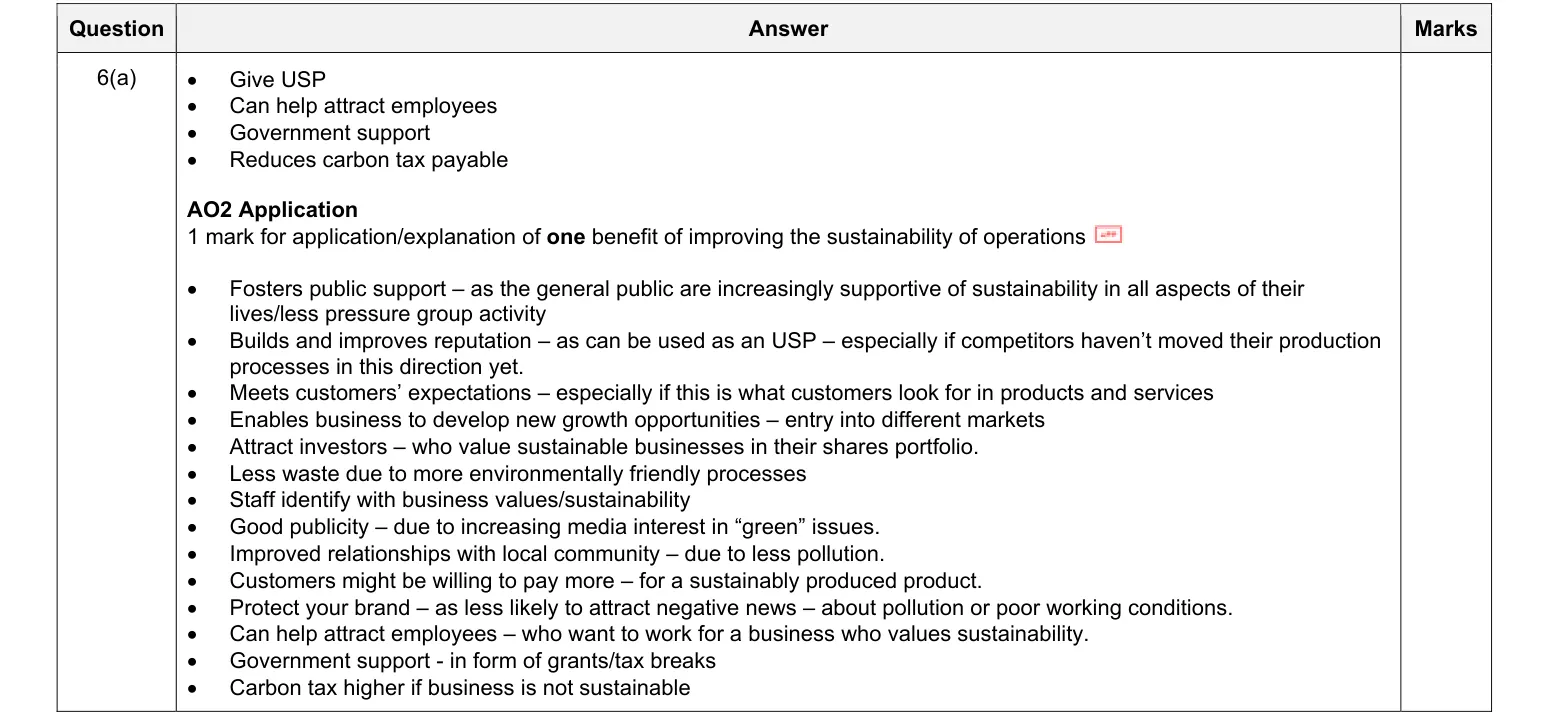 Question Answer Marks
6(a)
• Give USP
• Can help attract employees
• Government support
• Reduces carbon tax payable
AO2 Application
1 mark for application/explanation of one benefit of improving the sustainability of operations
• Fosters public support – as the general public are increasingly supportive of sustainability in all aspects of their
lives/less pressure group activity
• Builds and improves reputation – as can be used as an USP – especially if competitors haven’t moved their production
processes in this direction yet.
• Meets customers’ expectations – especially if this is what customers look for in products and services
• Enables business to develop new growth opportunities – entry into different markets
• Attract investors – who value sustainable businesses in their shares portfolio.
• Less waste due to more environmentally friendly processes
• Staff identify with business values/sustainability
• Good publicity – due to increasing media interest in “green” issues.
• Improved relationships with local community – due to less pollution.
• Customers might be willing to pay more – for a sustainably produced product.
• Protect your brand – as less likely to attract negative news – about pollution or poor working conditions.
• Can help attract employees – who want to work for a business who values sustainability.
• Government support - in form of grants/tax breaks
• Carbon tax higher if business is not sustainable